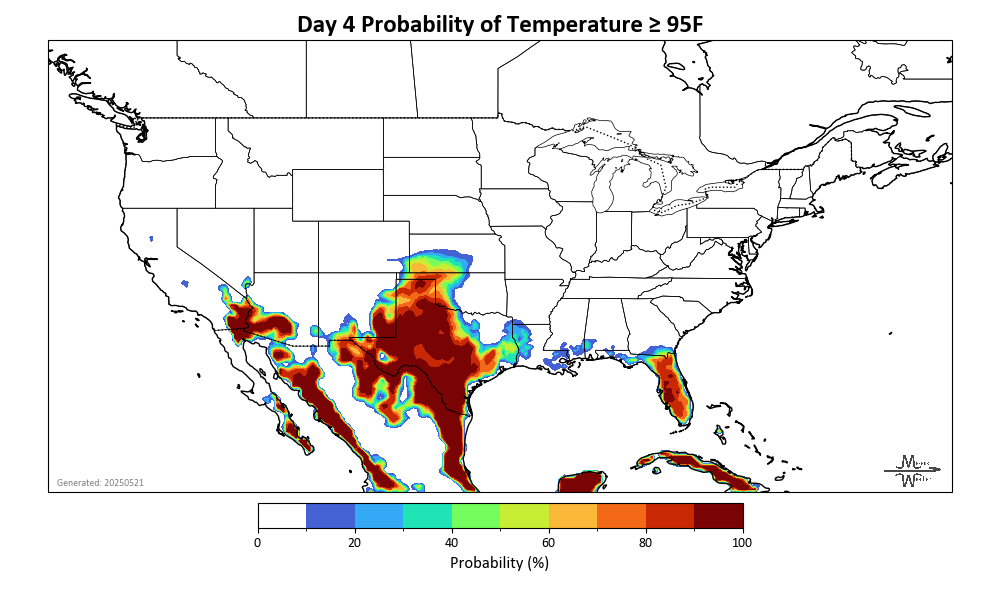 Day 4 Probability of Temperature ≥ 95F
Generated: 20250521
0 20 40 60 80 100
Probability (%)